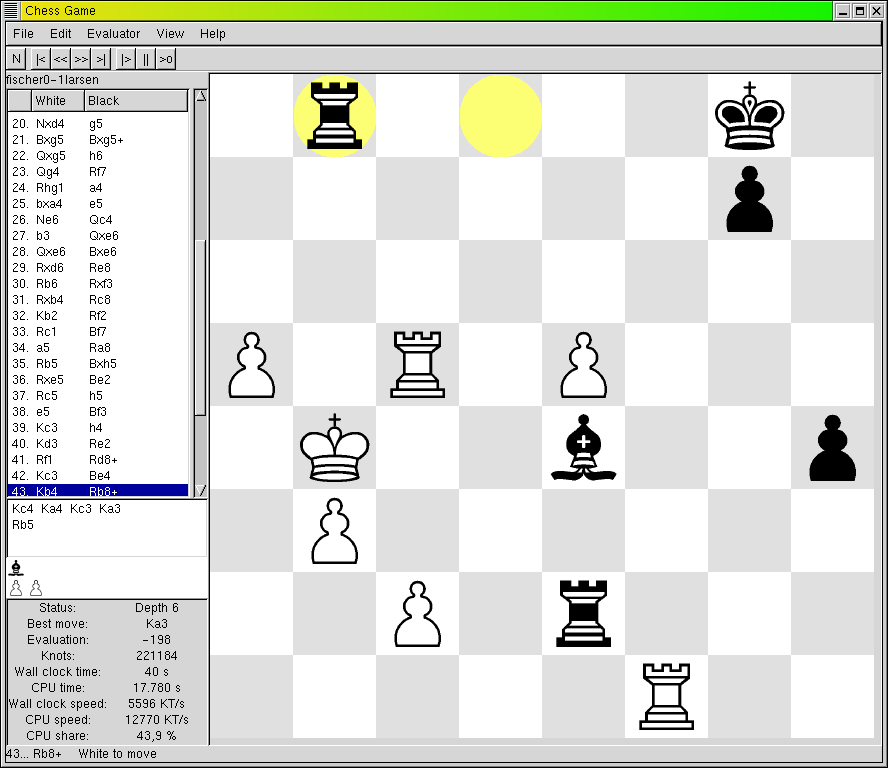 Chess Game
File Edit Evaluator View Help
N |< << >> >| |> || >0
fischer0-1larsen
White Black
20. Nxd4 g5
21. Bxg5 Bxg5+
22. Qxg5 h6
23. Qg4 Rf7
24. Rhg1 a4
25. bxa4 e5
26. Ne6 Qc4
27. b3 Qxe6
28. Qxe6 Bxe6
29. Rxd6 Re8
30. Rb6 Rxf3
31. Rxb4 Rc8
32. Kb2 Rf2
33. Rc1 Bf7
34. a5 Ra8
35. Rb5 Bxh5
36. Rxe5 Be2
37. Rc5 h5
38. e5 Bf3
39. Kc3 h4
40. Kd3 Re2
41. Rf1 Rd8+
42. Kc3 Be4
43. Kb4 Rb8+
Kc4 Ka4 Kc3 Ka3
Rb5
Status: Depth 6
Best move: Ka3
Evaluation: -198
Knots: 221184
Wall clock time: 40 s
CPU time: 17.780 s
Wall clock speed: 5596 KT/s
CPU speed: 12770 KT/s
CPU share: 43,9 %
43... Rb8+ White to move